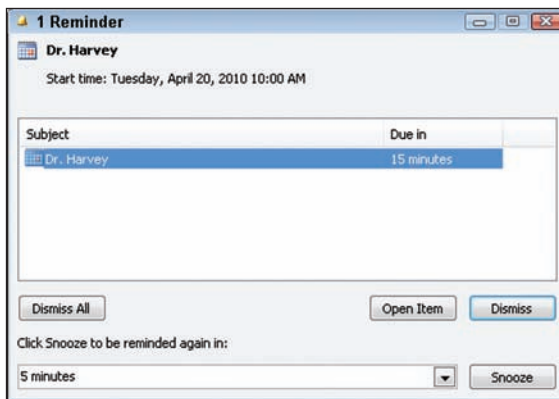 1 Reminder
Dr. Harvey
Start time: Tuesday, April 20, 2010 10:00 AM
Subject Due in
Dr. Harvey 15 minutes
Dismiss All Open Item Dismiss
Click Snooze to be reminded again in:
5 minutes Snooze